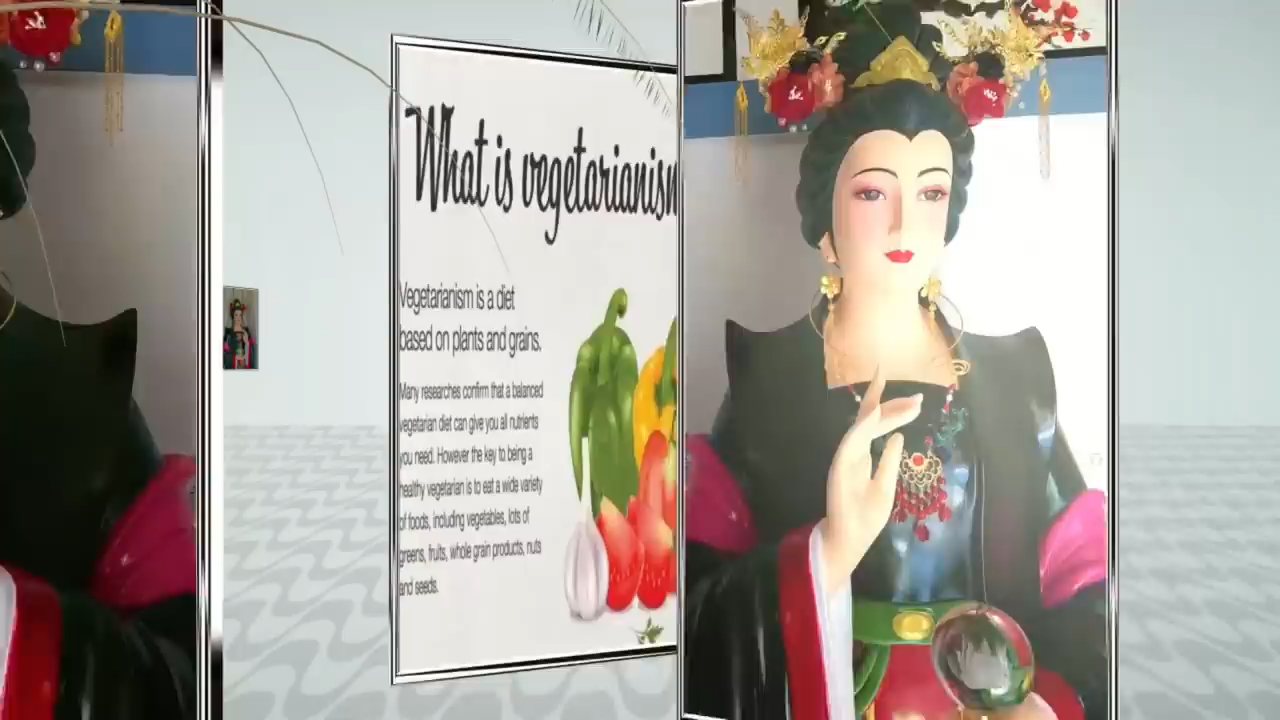 What is vegetarianism
Vegetarianism is a diet
based on plants and grains.
Many researches confirm that a balanced
vegetarian diet can give you all nutrients
you need. However the key to being a
healthy vegetarian is to eat a wide variety
of foods, including vegetables, lots of
greens, fruits, whole grain products, nuts
and seeds.